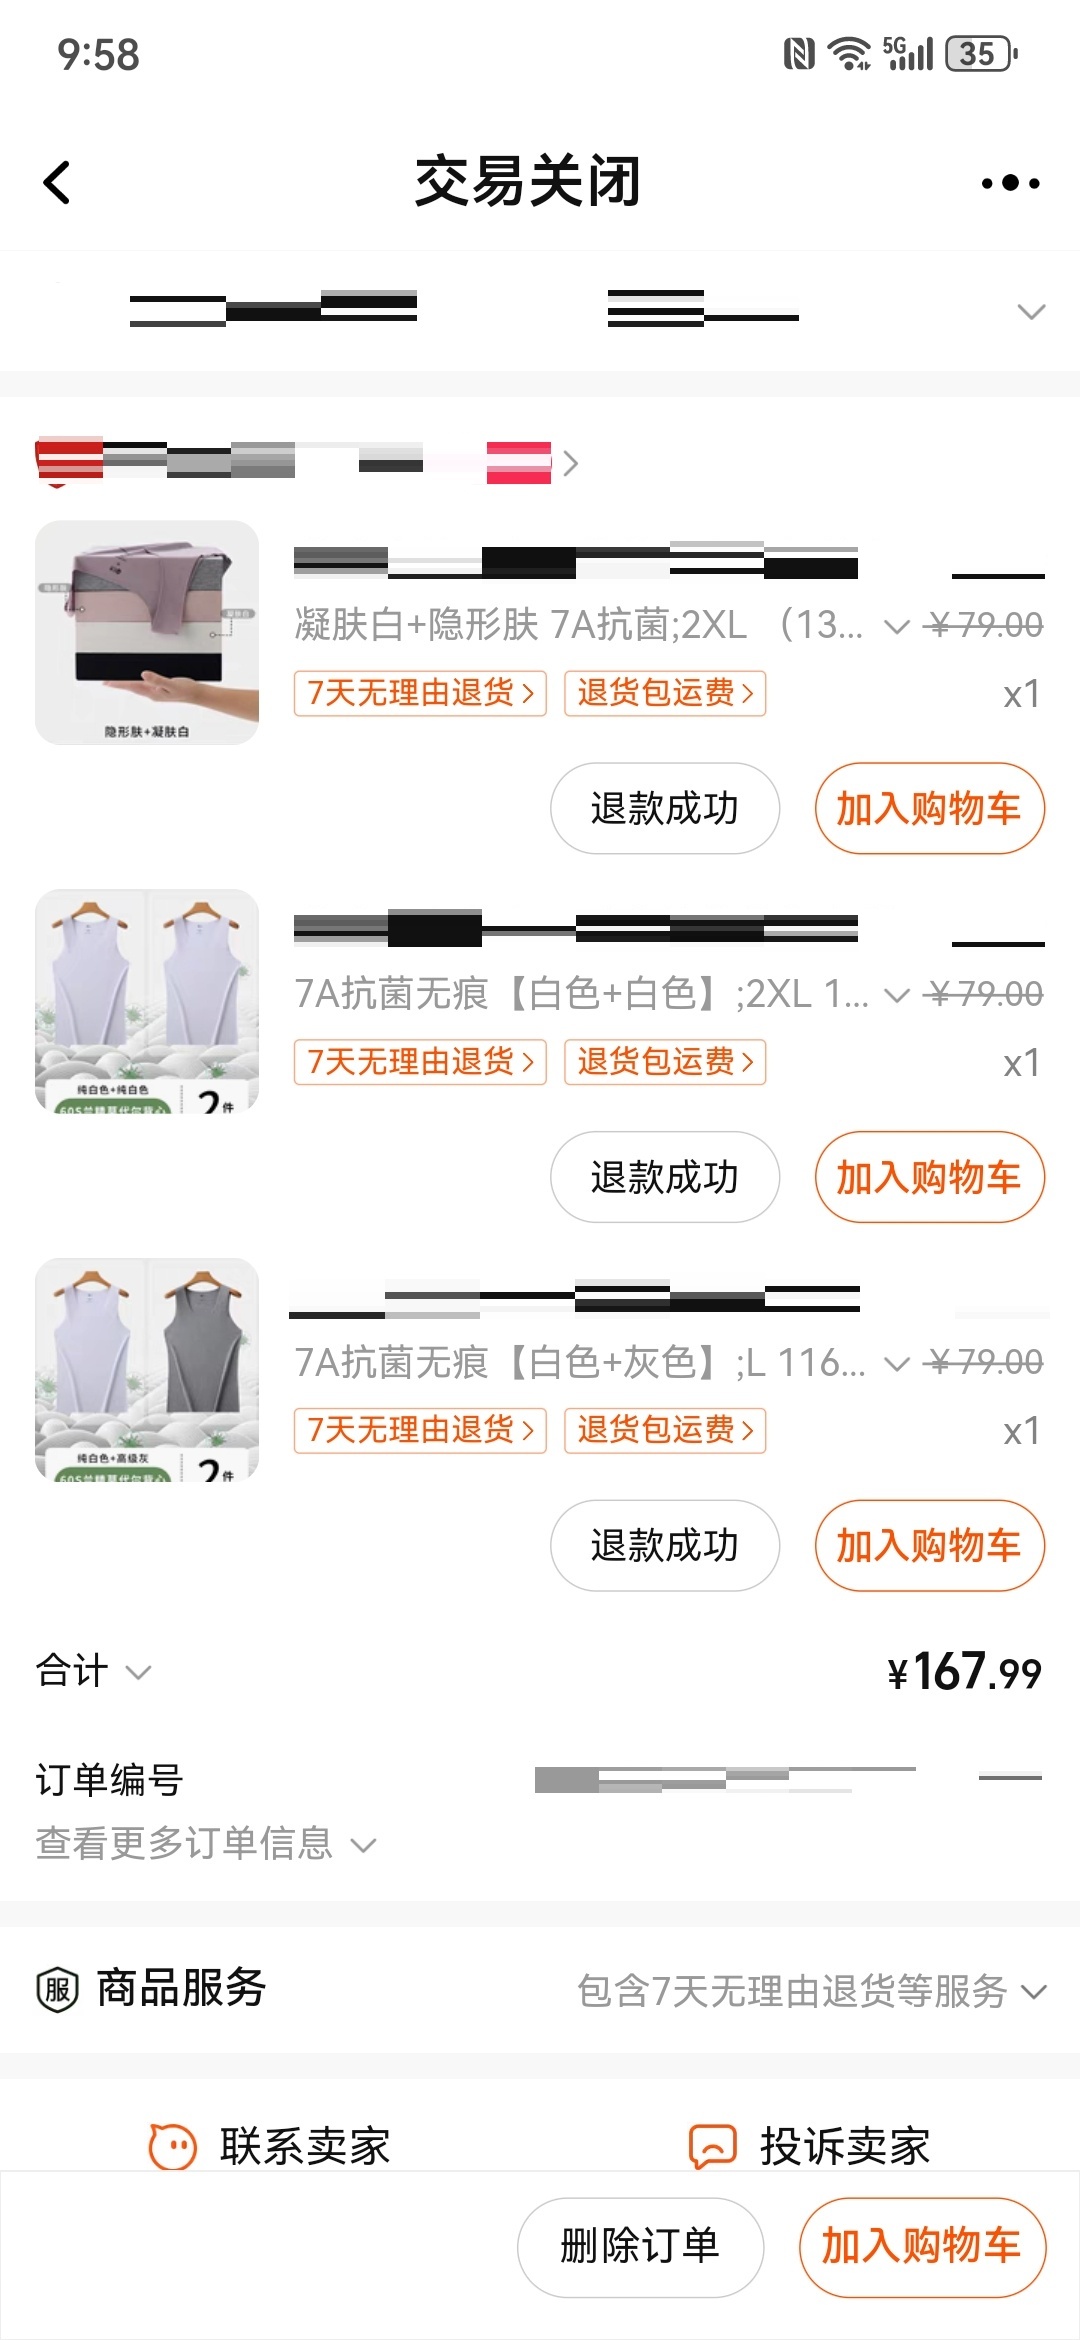 9:58
5G
35
交易关闭
凝肤白+隐形肤 7A抗菌;2XL （13...
¥79.00
7天无理由退货
退货包运费
x1
隐形肤+凝肤白
退款成功
加入购物车
7A抗菌无痕【白色+白色】;2XL 1...
¥79.00
7天无理由退货
退货包运费
x1
纯白色+纯白色
2件
退款成功
加入购物车
7A抗菌无痕【白色+灰色】;L 116...
¥79.00
7天无理由退货
退货包运费
x1
纯白色+高级灰
2件
退款成功
加入购物车
合计
¥167.99
订单编号
查看更多订单信息
服 商品服务
包含7天无理由退货等服务
联系卖家
投诉卖家
删除订单
加入购物车